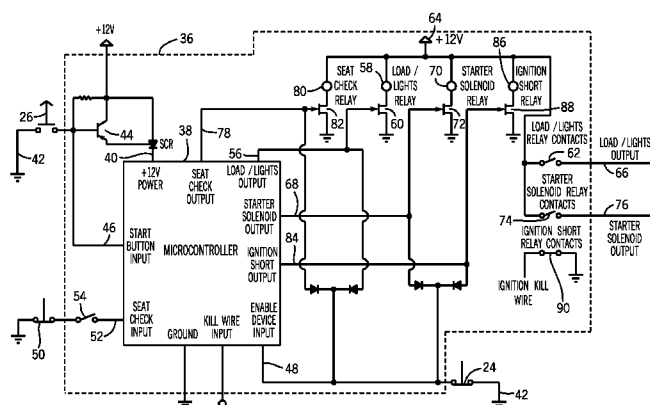 +12V
36
64
+12V
86
80
SEAT
CHECK
RELAY
58
LOAD /
LIGHTS
RELAY
70
STARTER
SOLENOID
RELAY
IGNITION
SHORT
RELAY
88
26
44
42
SCR
40
38
78
56
82
60
72
LOAD/LIGHTS
RELAY CONTACTS
62
LOAD /LIGHTS
OUTPUT
66
+12V
POWER
SEAT
CHECK
OUTPUT
LOAD/LIGHTS
OUTPUT
68
STARTER
SOLENOID
OUTPUT
STARTER
SOLENOID RELAY
CONTACTS
74
76
STARTER
SOLENOID
OUTPUT
46
START
BUTTON
INPUT
MICROCONTROLLER
84
IGNITION
SHORT
OUTPUT
IGNITION SHORT
RELAY CONTACTS
90
IGNITION KILL
WIRE
54
50
52
SEAT
CHECK
INPUT
GROUND
KILL WIRE
INPUT
ENABLE
DEVICE
INPUT
48
24
42